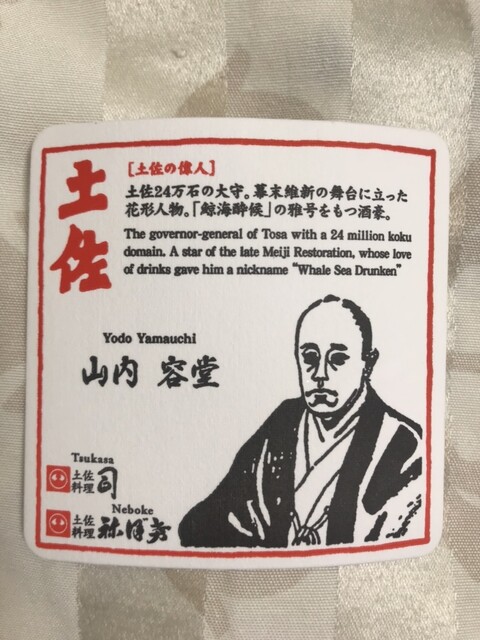 土佐
[土佐の偉人]
土佐24万石の大守。幕末維新の舞台に立った
花形人物。「鯨海酔候」の雅号をもつ酒豪。
The governor-general of Tosa with a 24 million koku
domain. A star of the late Meiji Restoration, whose love
of drinks gave him a nickname "Whale Sea Drunken"
Yodo Yamauchi
山内 容堂
Tsukasa
土佐
料理 司
Neboke
土佐
料理 祢ぼけ